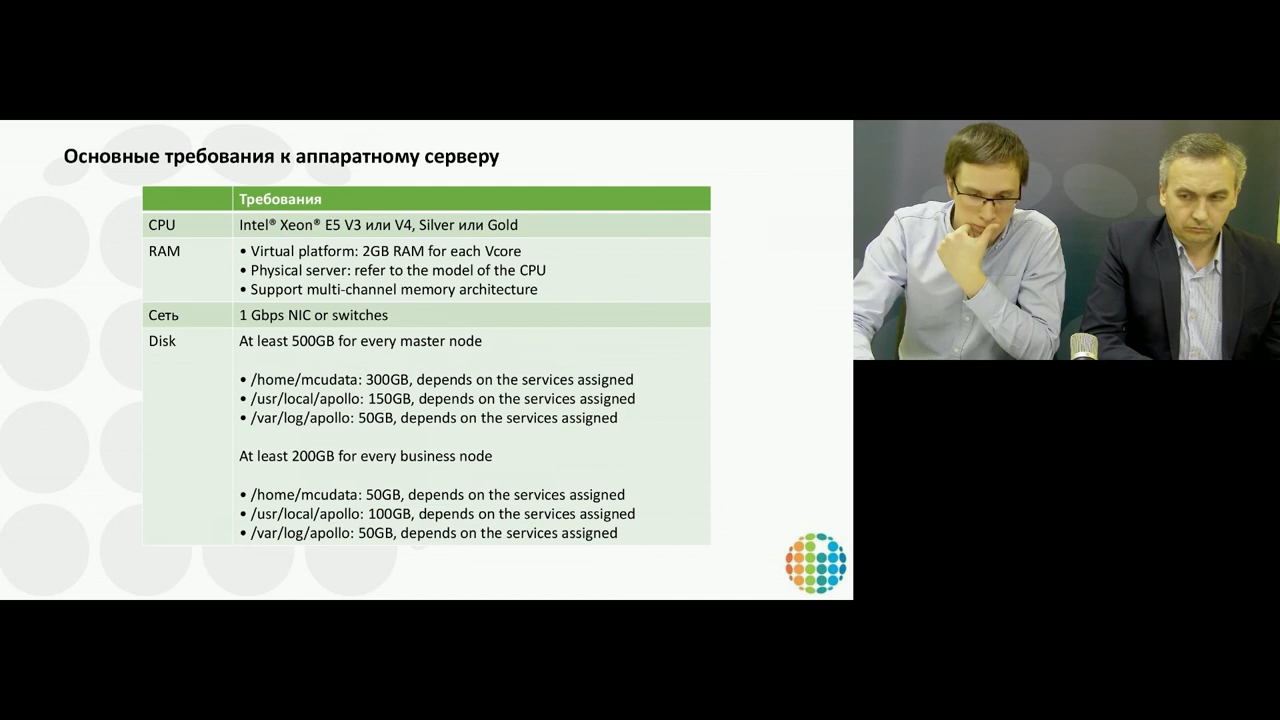 Основные требования к аппаратному серверу
Требования
CPU
Intel® Xeon® E5 V3 или V4, Silver или Gold
RAM
• Virtual platform: 2GB RAM for each Vcore
• Physical server: refer to the model of the CPU
• Support multi-channel memory architecture
Сеть
1 Gbps NIC or switches
Disk
At least 500GB for every master node
• /home/mcudata: 300GB, depends on the services assigned
• /usr/local/apollo: 150GB, depends on the services assigned
• /var/log/apollo: 50GB, depends on the services assigned
At least 200GB for every business node
• /home/mcudata: 50GB, depends on the services assigned
• /usr/local/apollo: 100GB, depends on the services assigned
• /var/log/apollo: 50GB, depends on the services assigned